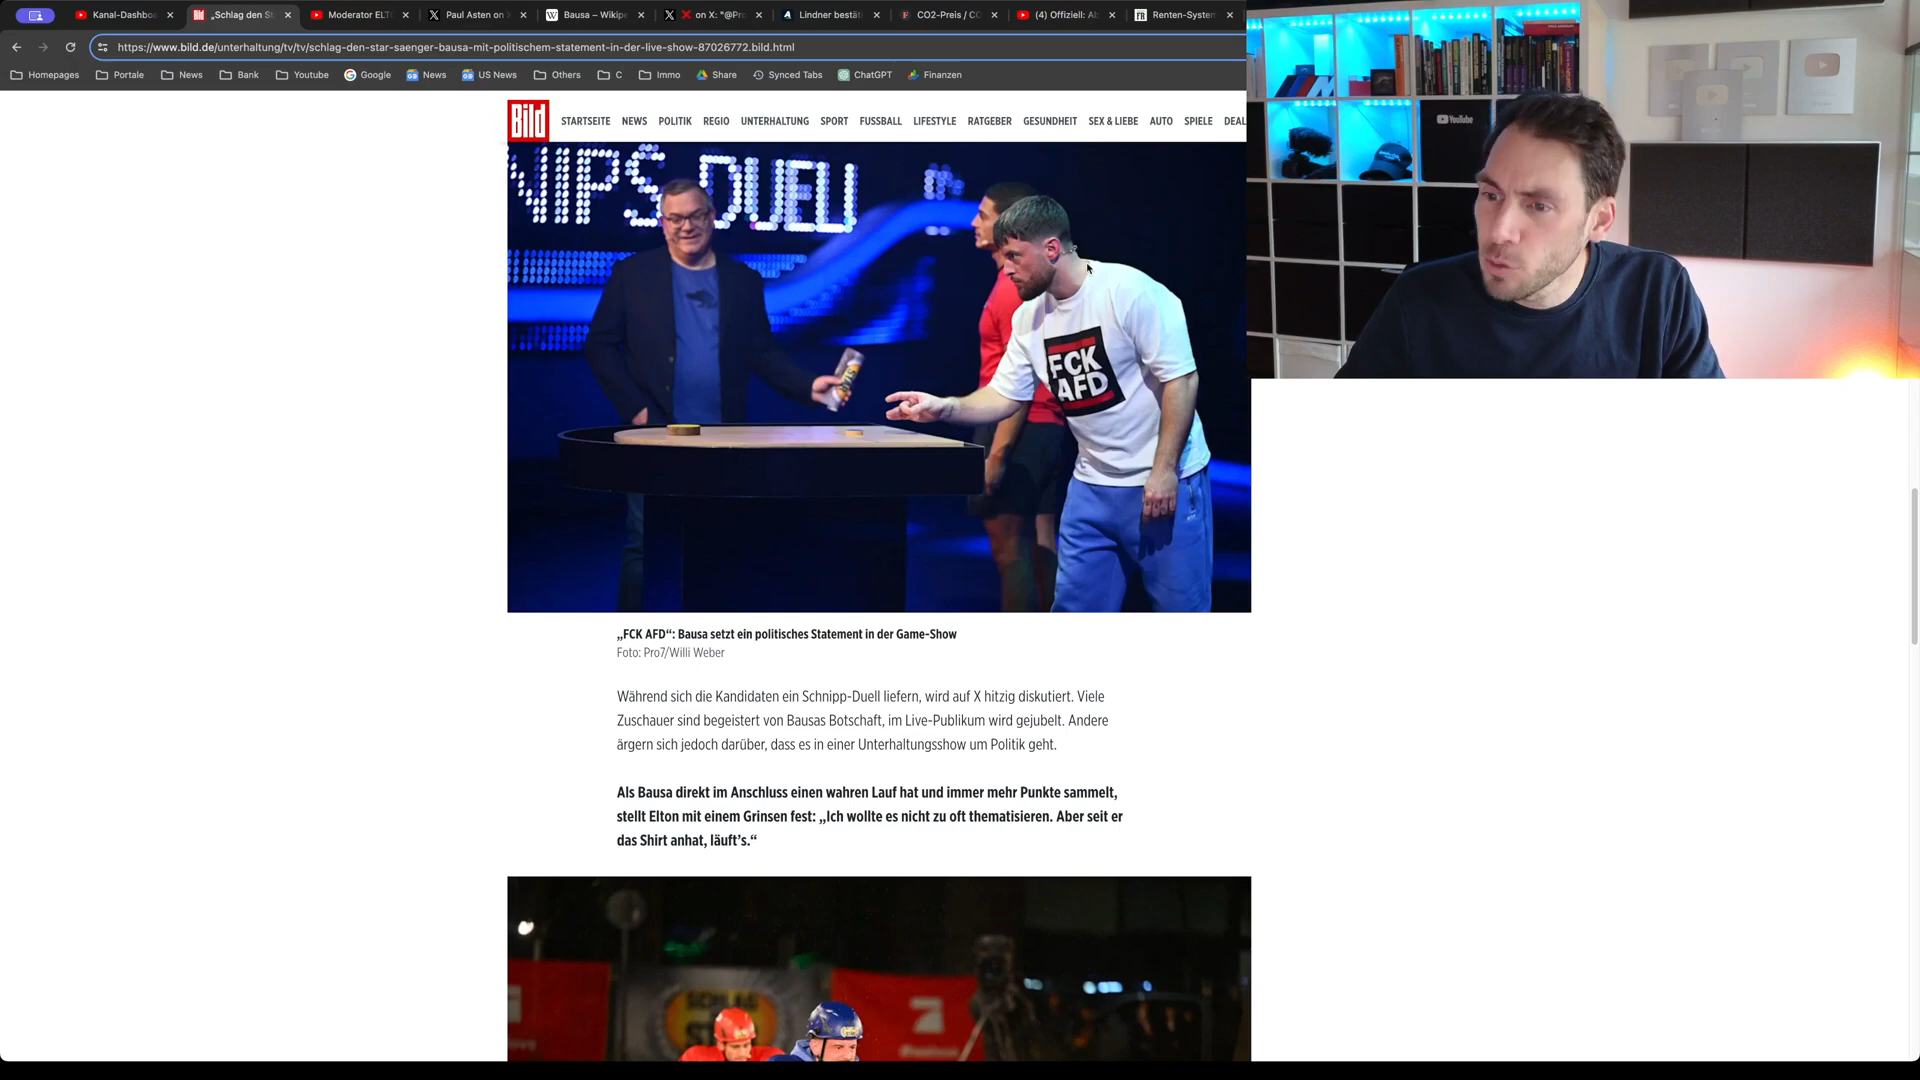 Kanal-Dashboa
„Schlag den St
Moderator ELT
Paul Asten on
Bausa – Wikipe
on X: "@Pro
Lindner bestät
CO2-Preis / CO
(4) Offiziell: A
Renten-System
https://www.bild.de/unterhaltung/tv/tv/schlag-den-star-saenger-bausa-mit-politischem-statement-in-der-live-show-87026772.bild.html
Homepages Portale News Bank Youtube Google News US News Others C Immo Share Synced Tabs ChatGPT Finanzen
Bild
STARTSEITE NEWS POLITIK REGIO UNTERHALTUNG SPORT FUSSBALL LIFESTYLE RATGEBER GESUNDHEIT SEX & LIEBE AUTO SPIELE DEAL
NIPS DUELL
FCK
AFD
YouTube
„FCK AFD“: Bausa setzt ein politisches Statement in der Game-Show
Foto: Pro7/Willi Weber
Während sich die Kandidaten ein Schnipp-Duell liefern, wird auf X hitzig diskutiert. Viele
Zuschauer sind begeistert von Bausas Botschaft, im Live-Publikum wird gejubelt. Andere
ärgern sich jedoch darüber, dass es in einer Unterhaltungsshow um Politik geht.
Als Bausa direkt im Anschluss einen wahren Lauf hat und immer mehr Punkte sammelt,
stellt Elton mit einem Grinsen fest: „Ich wollte es nicht zu oft thematisieren. Aber seit er
das Shirt anhat, läuft’s.“
SCHLAG